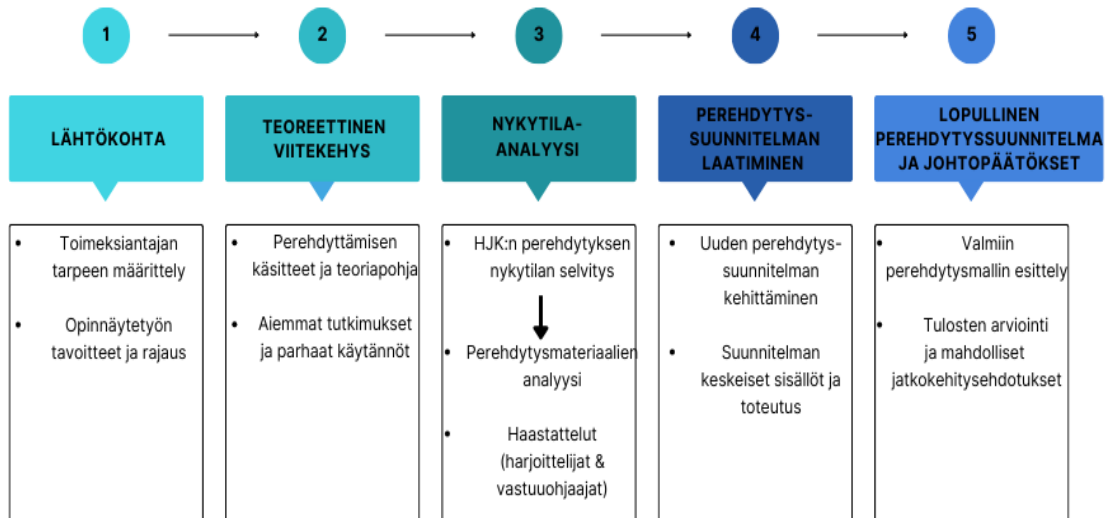 1
2
3
4
5
LÄHTÖKOHTA
TEOREETTINEN
VIITEKEHYS
NYKYTILA-
ANALYYSI
PEREHDYTYS-
SUUNNITELMAN
LAATIMINEN
LOPULLINEN
PEREHDYTYSSUUNNITELMA
JA JOHTOPÄÄTÖKSET
• Toimeksiantajan
tarpeen määrittely
• Opinnäytetyön
tavoitteet ja rajaus
• Perehdyttämisen
käsitteet ja teoriapohja
• Aiemmat tutkimukset
ja parhaat käytännöt
• HJK:n perehdytyksen
nykytilan selvitys
• Perehdytysmateriaalien
analyysi
• Haastattelut
(harjoittelijat &
vastuuohjaajat)
• Uuden perehdytys-
suunnitelman
kehittäminen
• Suunnitelman
keskeiset sisällöt ja
toteutus
• Valmiin
perehdytysmallin esittely
• Tulosten arviointi
ja mahdolliset
jatkokehitysehdotukset